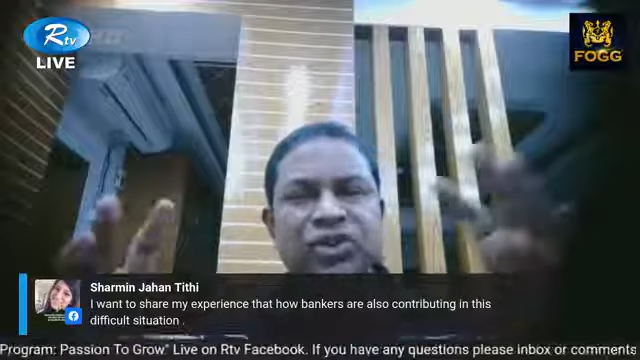 Rtv
LIVE
FOGG
Sharmin Jahan Tithi
I want to share my experience that how bankers are also contributing in this
difficult situation .
Program: Passion To Grow" Live on Rtv Facebook. If you have any questions please inbox or comments